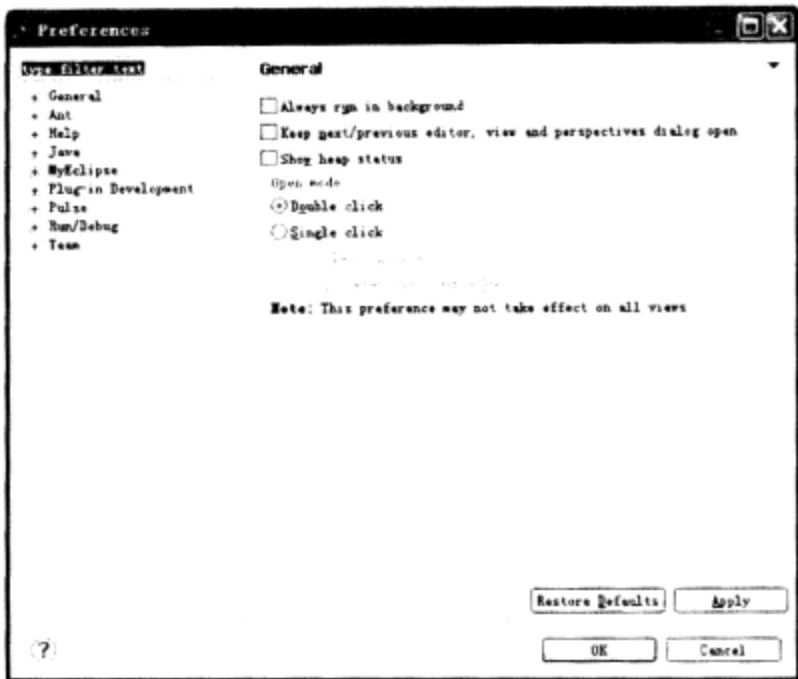 Preferences
type filter text
General
Ant
Help
Java
MyEclipse
Plug-in Development
Pulse
Run/Debug
Team
General
Always run in background
Keep next/previous editor, view and perspectives dialog open
Show heap status
Open mode
Double click
Single click
Note: This preference may not take effect on all views
Restore Defaults
Apply
?
OK
Cancel